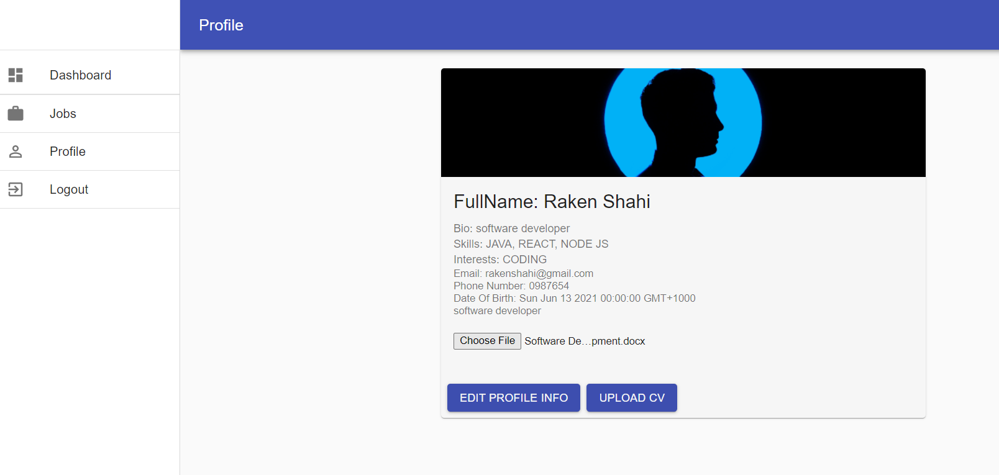 Profile
Dashboard
Jobs
Profile
Logout
FullName: Raken Shahi
Bio: software developer
Skills: JAVA, REACT, NODE JS
Interests: CODING
Email: rakenshahi@gmail.com
Phone Number: 0987654
Date Of Birth: Sun Jun 13 2021 00:00:00 GMT+1000
software developer
Choose File Software De...pment.docx
EDIT PROFILE INFO UPLOAD CV